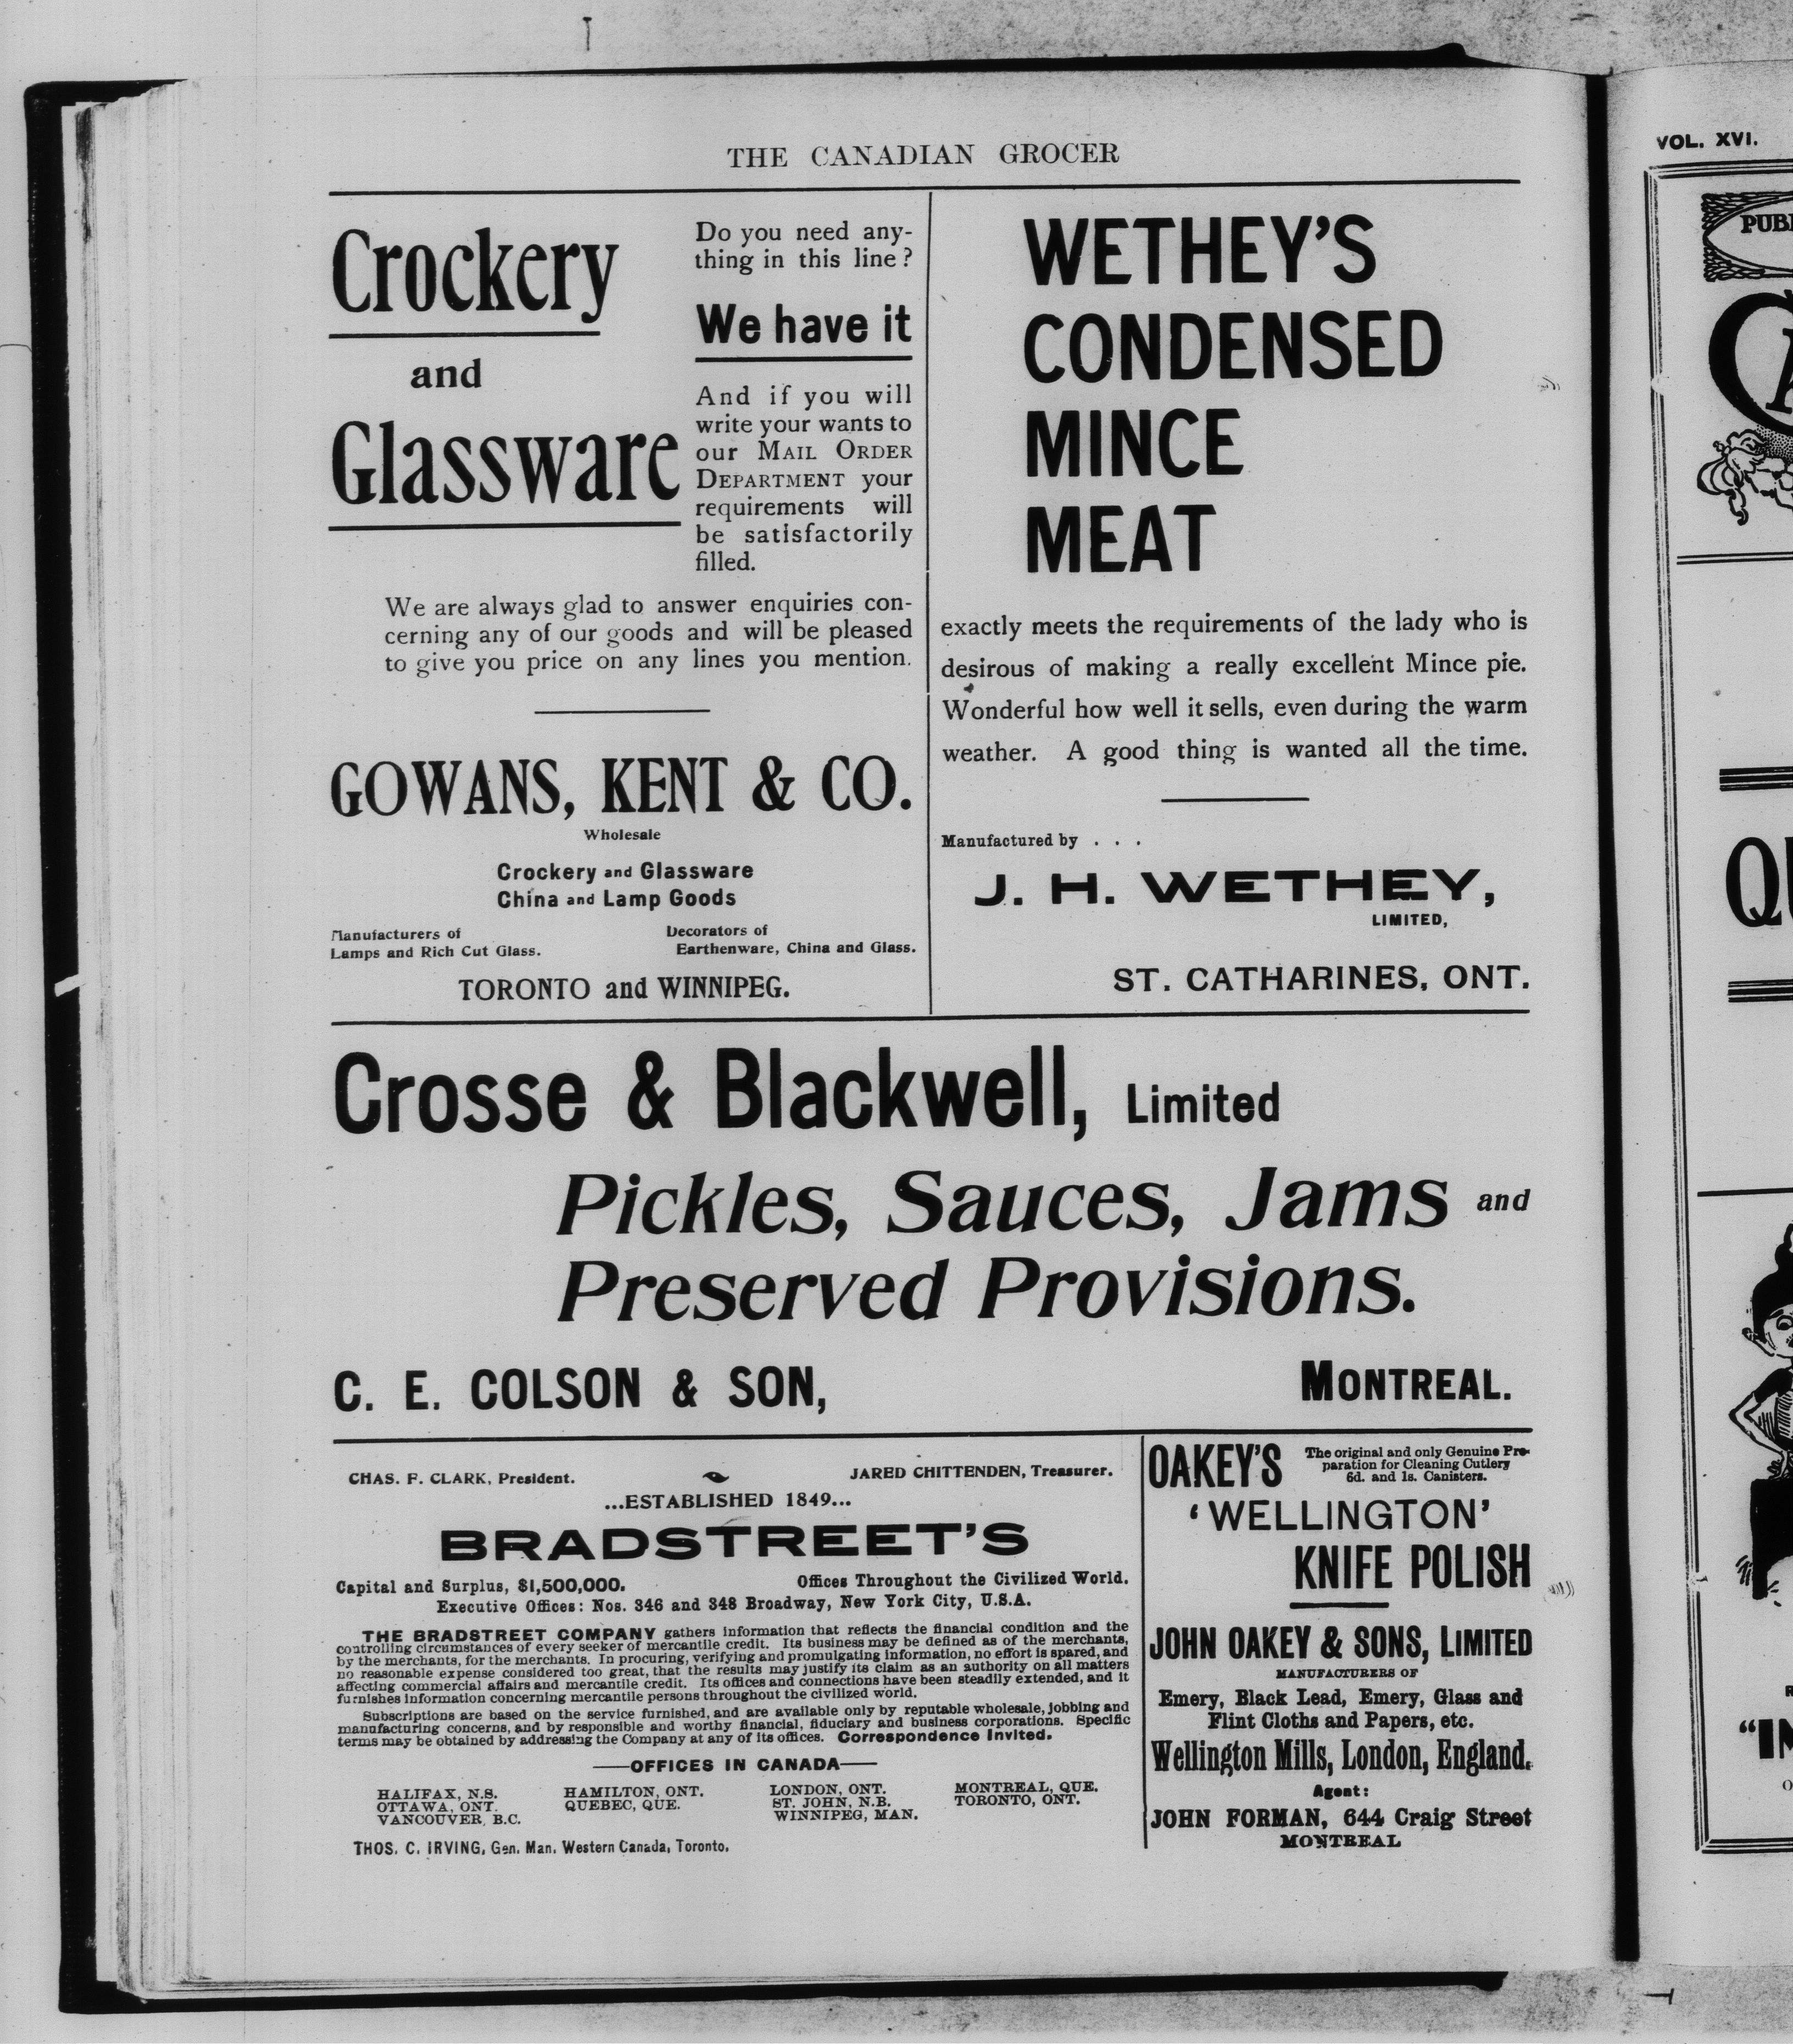 THE CANADIAN GROCER
Crockery
and
Glassware
Do you need any-
thing in this line?
We have it
And if you will
write your wants to
our MAIL ORDER
DEPARTMENT your
requirements will
be satisfactorily
filled.
We are always glad to answer enquiries con-
cerning any of our goods and will be pleased
to give you price on any lines you mention.
GOWANS, KENT & CO.
Wholesale
Crockery and Glassware
China and Lamp Goods
Manufacturers of
Lamps and Rich Cut Glass.
Decorators of
Earthenware, China and Glass.
TORONTO and WINNIPEG.
WETHEY'S
CONDENSED
MINCE
MEAT
exactly meets the requirements of the lady who is
desirous of making a really excellent Mince pie.
Wonderful how well it sells, even during the warm
weather. A good thing is wanted all the time.
Manufactured by . . .
J. H. WETHEY,
LIMITED,
ST. CATHARINES, ONT.
Crosse & Blackwell, Limited
Pickles, Sauces, Jams and
Preserved Provisions.
C. E. COLSON & SON, MONTREAL.
CHAS. F. CLARK, President. JARED CHITTENDEN, Treasurer.
...ESTABLISHED 1849...
BRADSTREET'S
Capital and Surplus, $1,500,000. Offices Throughout the Civilized World.
Executive Offices: Nos. 346 and 348 Broadway, New York City, U.S.A.
THE BRADSTREET COMPANY gathers information that reflects the financial condition and the
controlling circumstances of every seeker of mercantile credit. Its business may be defined as of the merchants,
by the merchants, for the merchants. In procuring, verifying and promulgating information, no effort is spared, and
no reasonable expense considered too great, that the results may justify its claim as an authority on all matters
affecting commercial affairs and mercantile credit. Its offices and connections have been steadily extended, and it
furnishes information concerning mercantile persons throughout the civilized world.
Subscriptions are based on the service furnished, and are available only by reputable wholesale, jobbing and
manufacturing concerns, and by responsible and worthy financial, fiduciary and business corporations. Specific
terms may be obtained by addressing the Company at any of its offices. Correspondence Invited.
——OFFICES IN CANADA——
HALIFAX, N.S. HAMILTON, ONT. LONDON, ONT. MONTREAL, QUE.
OTTAWA, ONT. QUEBEC, QUE. ST. JOHN, N.B. TORONTO, ONT.
VANCOUVER, B.C. WINNIPEG, MAN.
THOS. C. IRVING, Gen. Man. Western Canada, Toronto.
OAKEY'S
The original and only Genuine Pre-
paration for Cleaning Cutlery
6d. and 1s. Canisters.
'WELLINGTON'
KNIFE POLISH
JOHN OAKEY & SONS, LIMITED
MANUFACTURERS OF
Emery, Black Lead, Emery, Glass and
Flint Cloths and Papers, etc.
Wellington Mills, London, England.
Agent:
JOHN FORMAN, 644 Craig Street
MONTREAL
VOL. XVI.